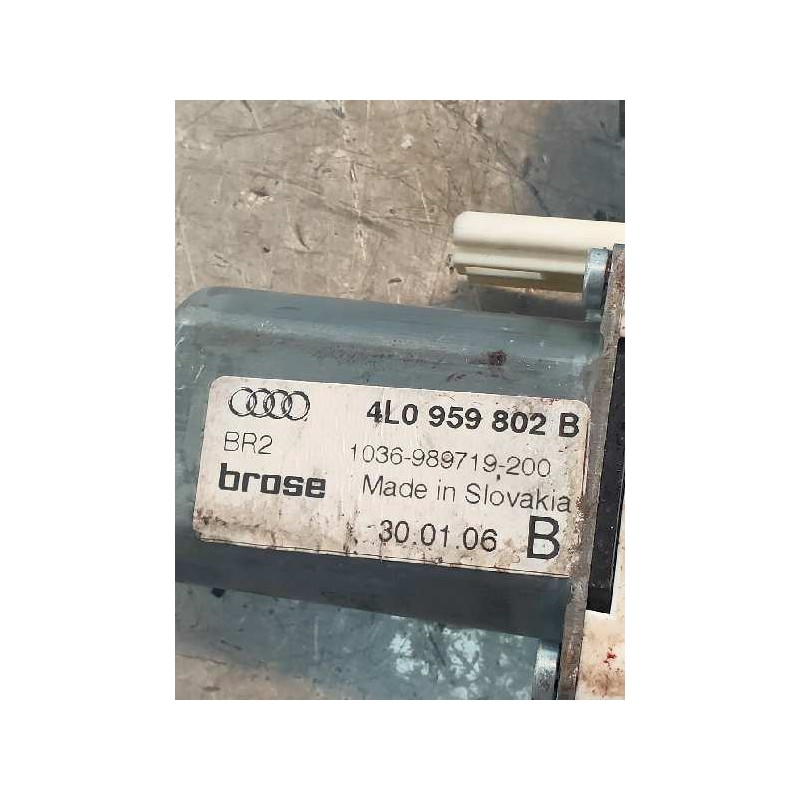 4L0 959 802 B
BR2 1036-989719-200
brose Made in Slovakia
30.01.06 B